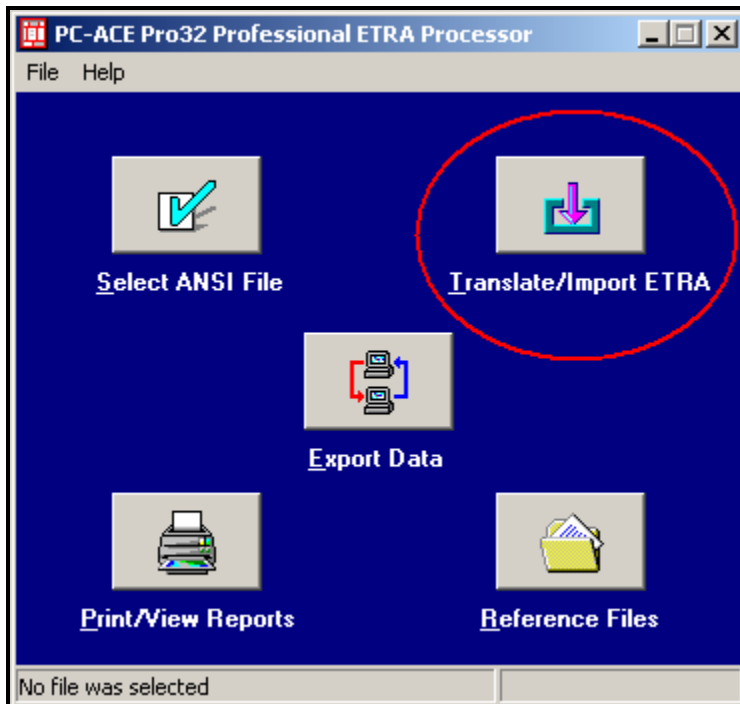 PC-ACE Pro32 Professional ETRA Processor
File Help
Select ANSI File
Translate/Import ETRA
Export Data
Print/View Reports
Reference Files
No file was selected